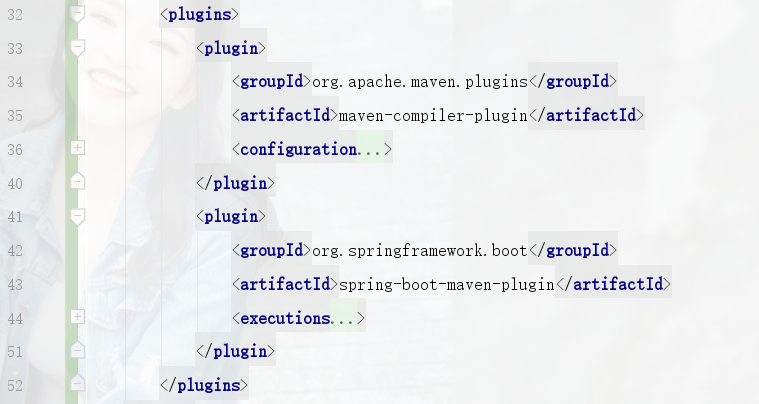 32 <plugins>
33 <plugin>
34 <groupId>org.apache.maven.plugins</groupId>
35 <artifactId>maven-compiler-plugin</artifactId>
36 <configuration...>
40 </plugin>
41 <plugin>
42 <groupId>org.springframework.boot</groupId>
43 <artifactId>spring-boot-maven-plugin</artifactId>
44 <executions...>
51 </plugin>
52 </plugins>